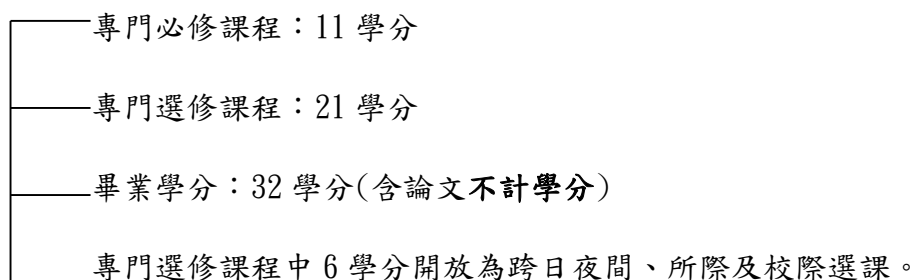 專門必修課程：11 學分
專門選修課程：21 學分
畢業學分：32 學分(含論文不計學分)
專門選修課程中 6 學分開放為跨日夜間、所際及校際選課。